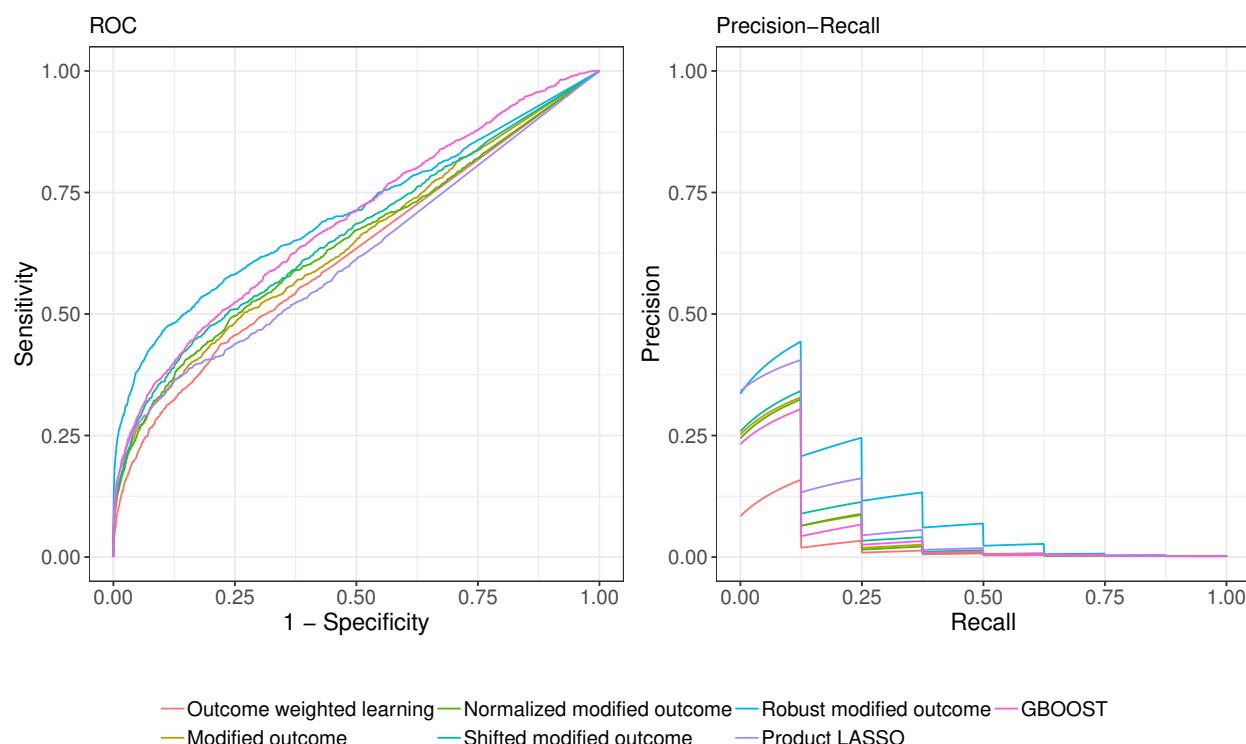 ROC
Precision−Recall
1.00
0.75
0.50
0.25
0.00
Sensitivity
0.00 0.25 0.50 0.75 1.00
1 − Specificity
1.00
0.75
0.50
0.25
0.00
Precision
0.00 0.25 0.50 0.75 1.00
Recall
Outcome weighted learning Normalized modified outcome Robust modified outcome GBOOST
Modified outcome Shifted modified outcome Product LASSO